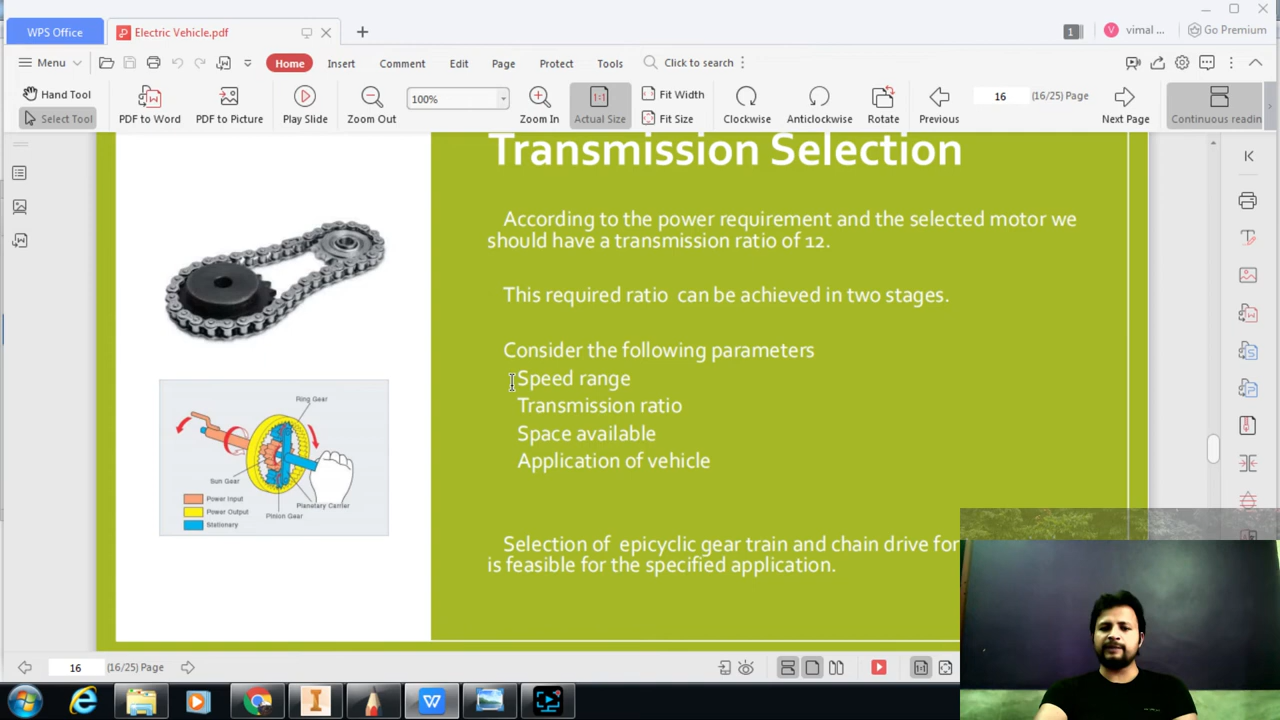 WPS Office
Electric Vehicle.pdf
1
V
vimal ...
Go Premium
Menu
Home
Insert
Comment
Edit
Page
Protect
Tools
Click to search
Hand Tool
Select Tool
PDF to Word
PDF to Picture
Play Slide
Zoom Out
100%
Zoom In
1:1
Actual Size
Fit Width
Fit Size
Clockwise
Anticlockwise
Rotate
Previous
16
(16/25) Page
Next Page
Continuous readin
Transmission Selection
According to the power requirement and the selected motor we
should have a transmission ratio of 12.
This required ratio can be achieved in two stages.
Consider the following parameters
Speed range
Transmission ratio
Space available
Application of vehicle
Selection of epicyclic gear train and chain drive for
is feasible for the specified application.
Ring Gear
Sun Gear
Planetary Carrier
Pinion Gear
Power Input
Power Output
Stationary
16
(16/25) Page